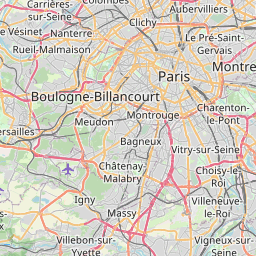 Carrières-
sur-Seine
Colombes
Aubervilliers
Clichy
Le Vésinet
Nanterre
Le Pré-Saint-
Gervais
Rueil-Malmaison
Paris
Montre
Boulogne-Billancourt
Charenton-
le-Pont
Meudon
Montrouge
ersailles
Bagneux
Vitry-sur-Seine
Châtenay-
Malabry
Choisy-le-
Roi
Igny
Villeneuve-
le-Roi
Massy
Villebon-sur-
Yvette
Vigneux-sur-
Seine